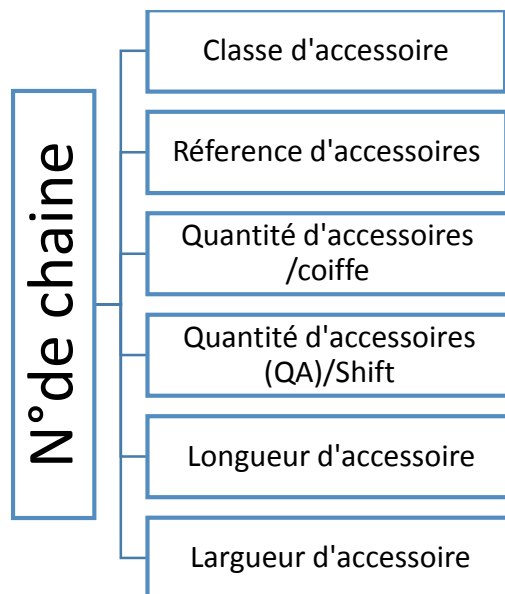 N°de chaine
Classe d'accessoire
Réference d'accessoires
Quantité d'accessoires
/coiffe
Quantité d'accessoires
(QA)/Shift
Longueur d'accessoire
Largueur d'accessoire